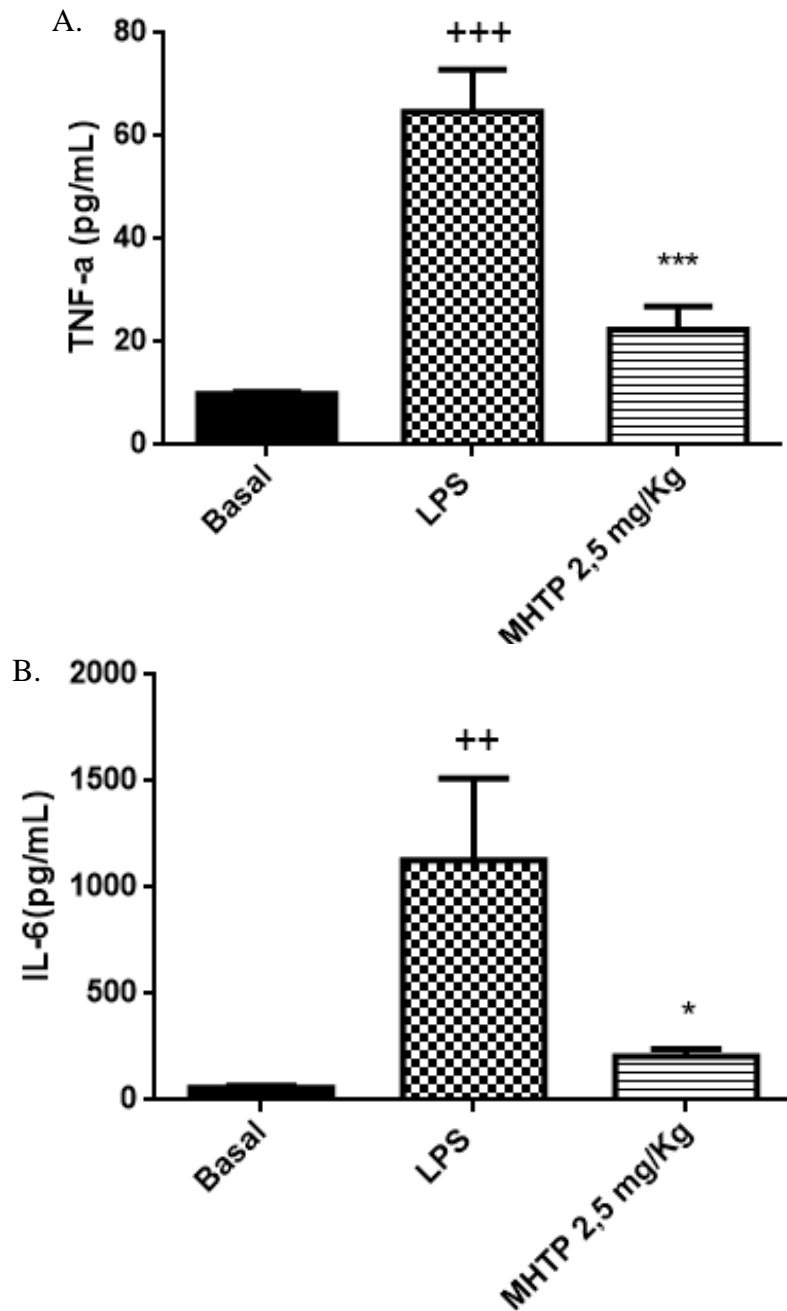 A.
80
60
40
20
0
TNF-a (pg/mL)
+++
***
Basal
LPS
MHTP 2,5 mg/Kg
B.
2000
1500
1000
500
0
IL-6(pg/mL)
++
*
Basal
LPS
MHTP 2,5 mg/Kg